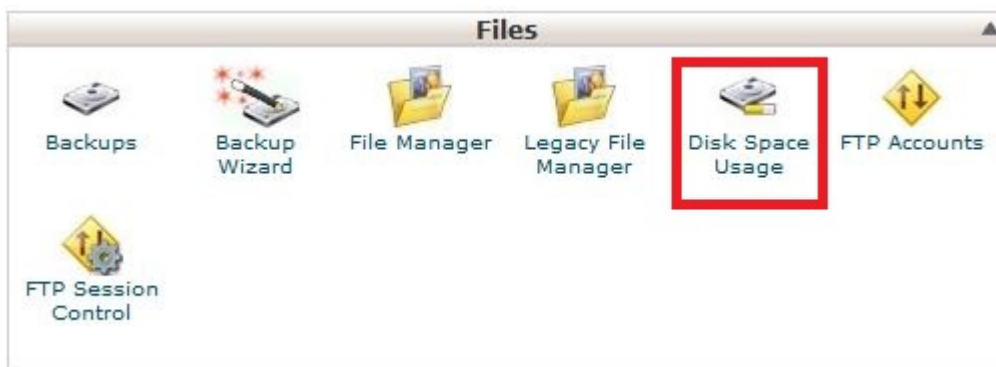 Files
Backups
Backup
Wizard
File Manager
Legacy File
Manager
Disk Space
Usage
FTP Accounts
FTP Session
Control